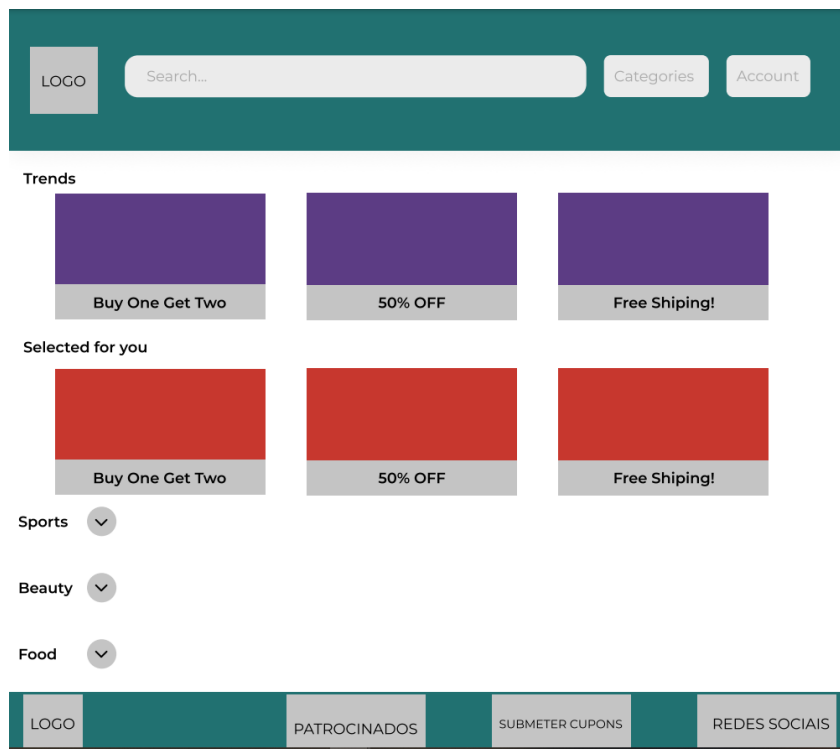 LOGO
Search...
Categories
Account
Trends
Buy One Get Two
50% OFF
Free Shiping!
Selected for you
Buy One Get Two
50% OFF
Free Shiping!
Sports
Beauty
Food
LOGO
PATROCINADOS
SUBMETER CUPONS
REDES SOCIAIS